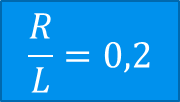 R/L = 0,2